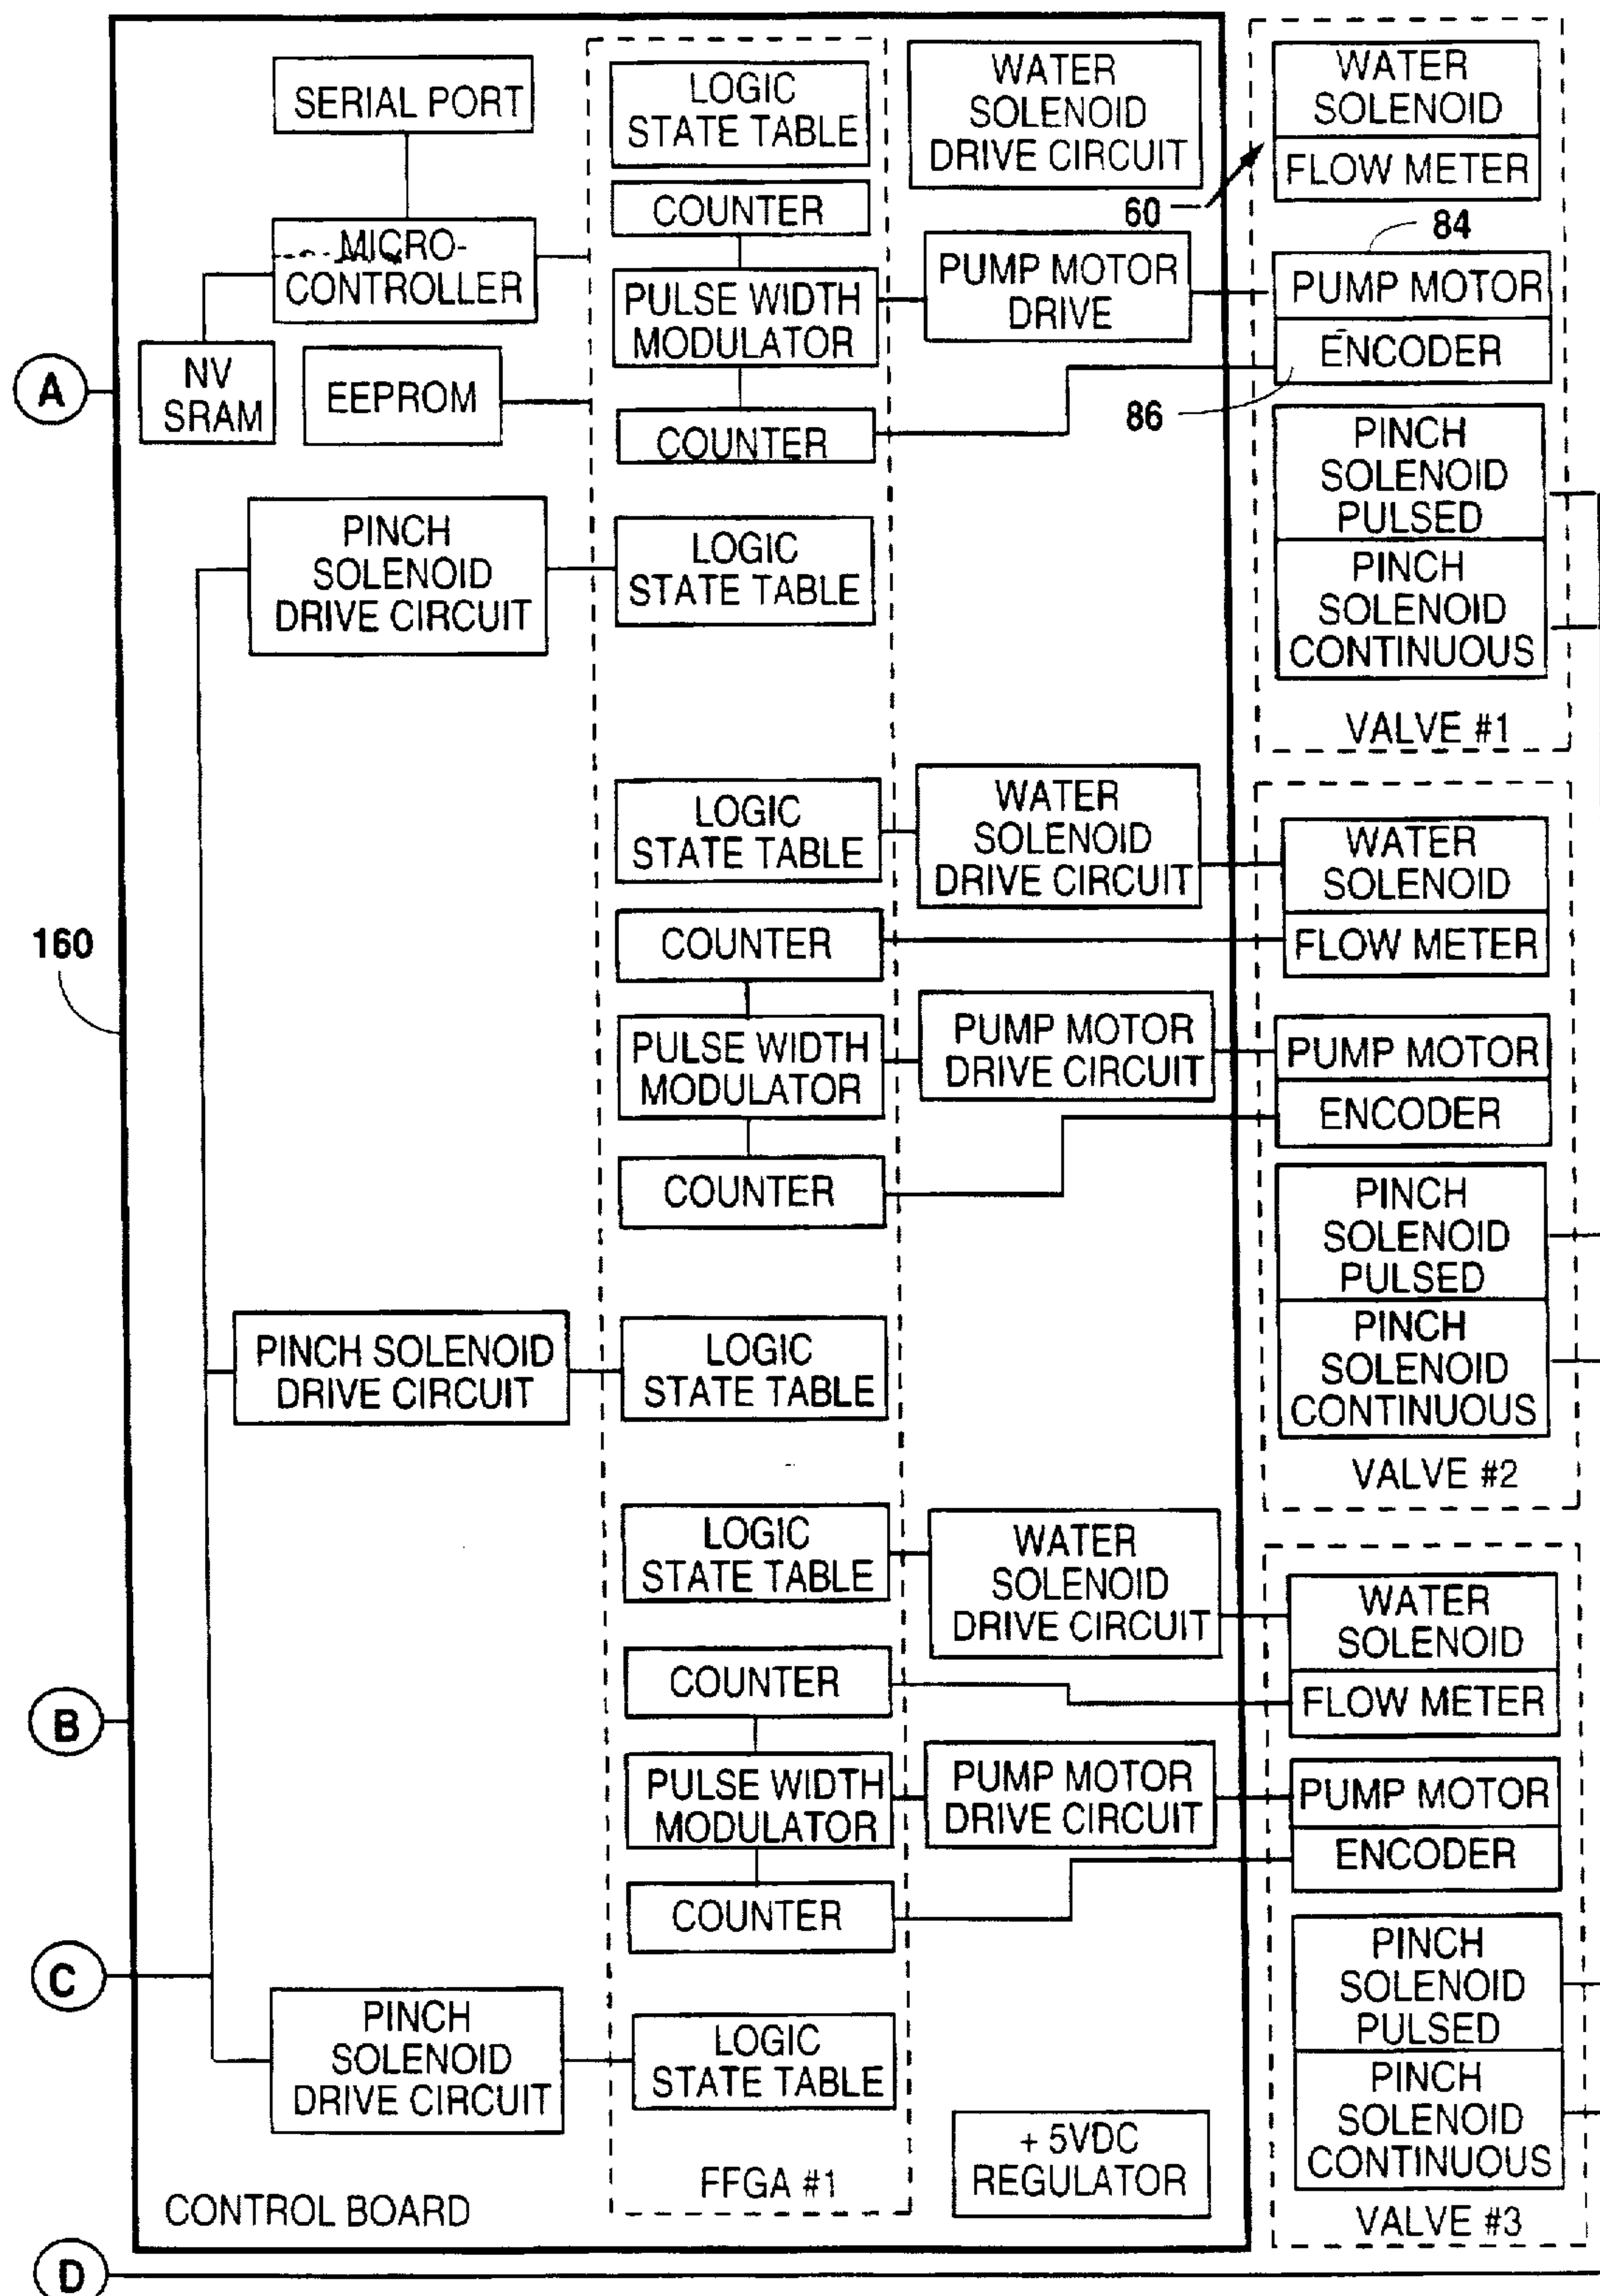 SERIAL PORT
MICRO-
CONTROLLER
NV
SRAM
EEPROM
A
LOGIC
STATE TABLE
COUNTER
PULSE WIDTH
MODULATOR
COUNTER
WATER
SOLENOID
DRIVE CIRCUIT
PUMP MOTOR
DRIVE
60
WATER
SOLENOID
FLOW METER
84
PUMP MOTOR
ENCODER
86
PINCH
SOLENOID
PULSED
PINCH
SOLENOID
CONTINUOUS
VALVE #1
PINCH
SOLENOID
DRIVE CIRCUIT
LOGIC
STATE TABLE
160
LOGIC
STATE TABLE
COUNTER
PULSE WIDTH
MODULATOR
COUNTER
WATER
SOLENOID
DRIVE CIRCUIT
PUMP MOTOR
DRIVE CIRCUIT
WATER
SOLENOID
FLOW METER
PUMP MOTOR
ENCODER
PINCH
SOLENOID
PULSED
PINCH
SOLENOID
CONTINUOUS
VALVE #2
PINCH SOLENOID
DRIVE CIRCUIT
LOGIC
STATE TABLE
LOGIC
STATE TABLE
COUNTER
PULSE WIDTH
MODULATOR
COUNTER
WATER
SOLENOID
DRIVE CIRCUIT
PUMP MOTOR
DRIVE CIRCUIT
WATER
SOLENOID
FLOW METER
PUMP MOTOR
ENCODER
PINCH
SOLENOID
PULSED
PINCH
SOLENOID
CONTINUOUS
VALVE #3
B
C
PINCH
SOLENOID
DRIVE CIRCUIT
LOGIC
STATE TABLE
FFGA #1
+ 5VDC
REGULATOR
CONTROL BOARD
D